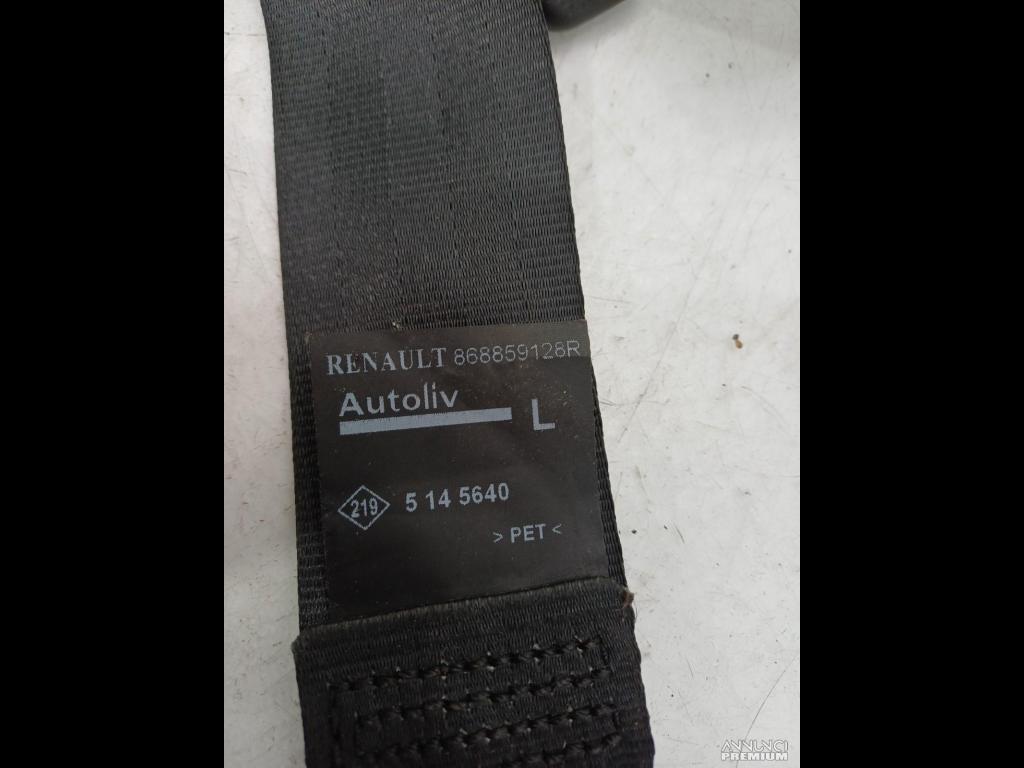 RENAULT 868859128R
Autoliv
L
219 5 14 5640
> PET <
ANNUNCI
PREMIUM